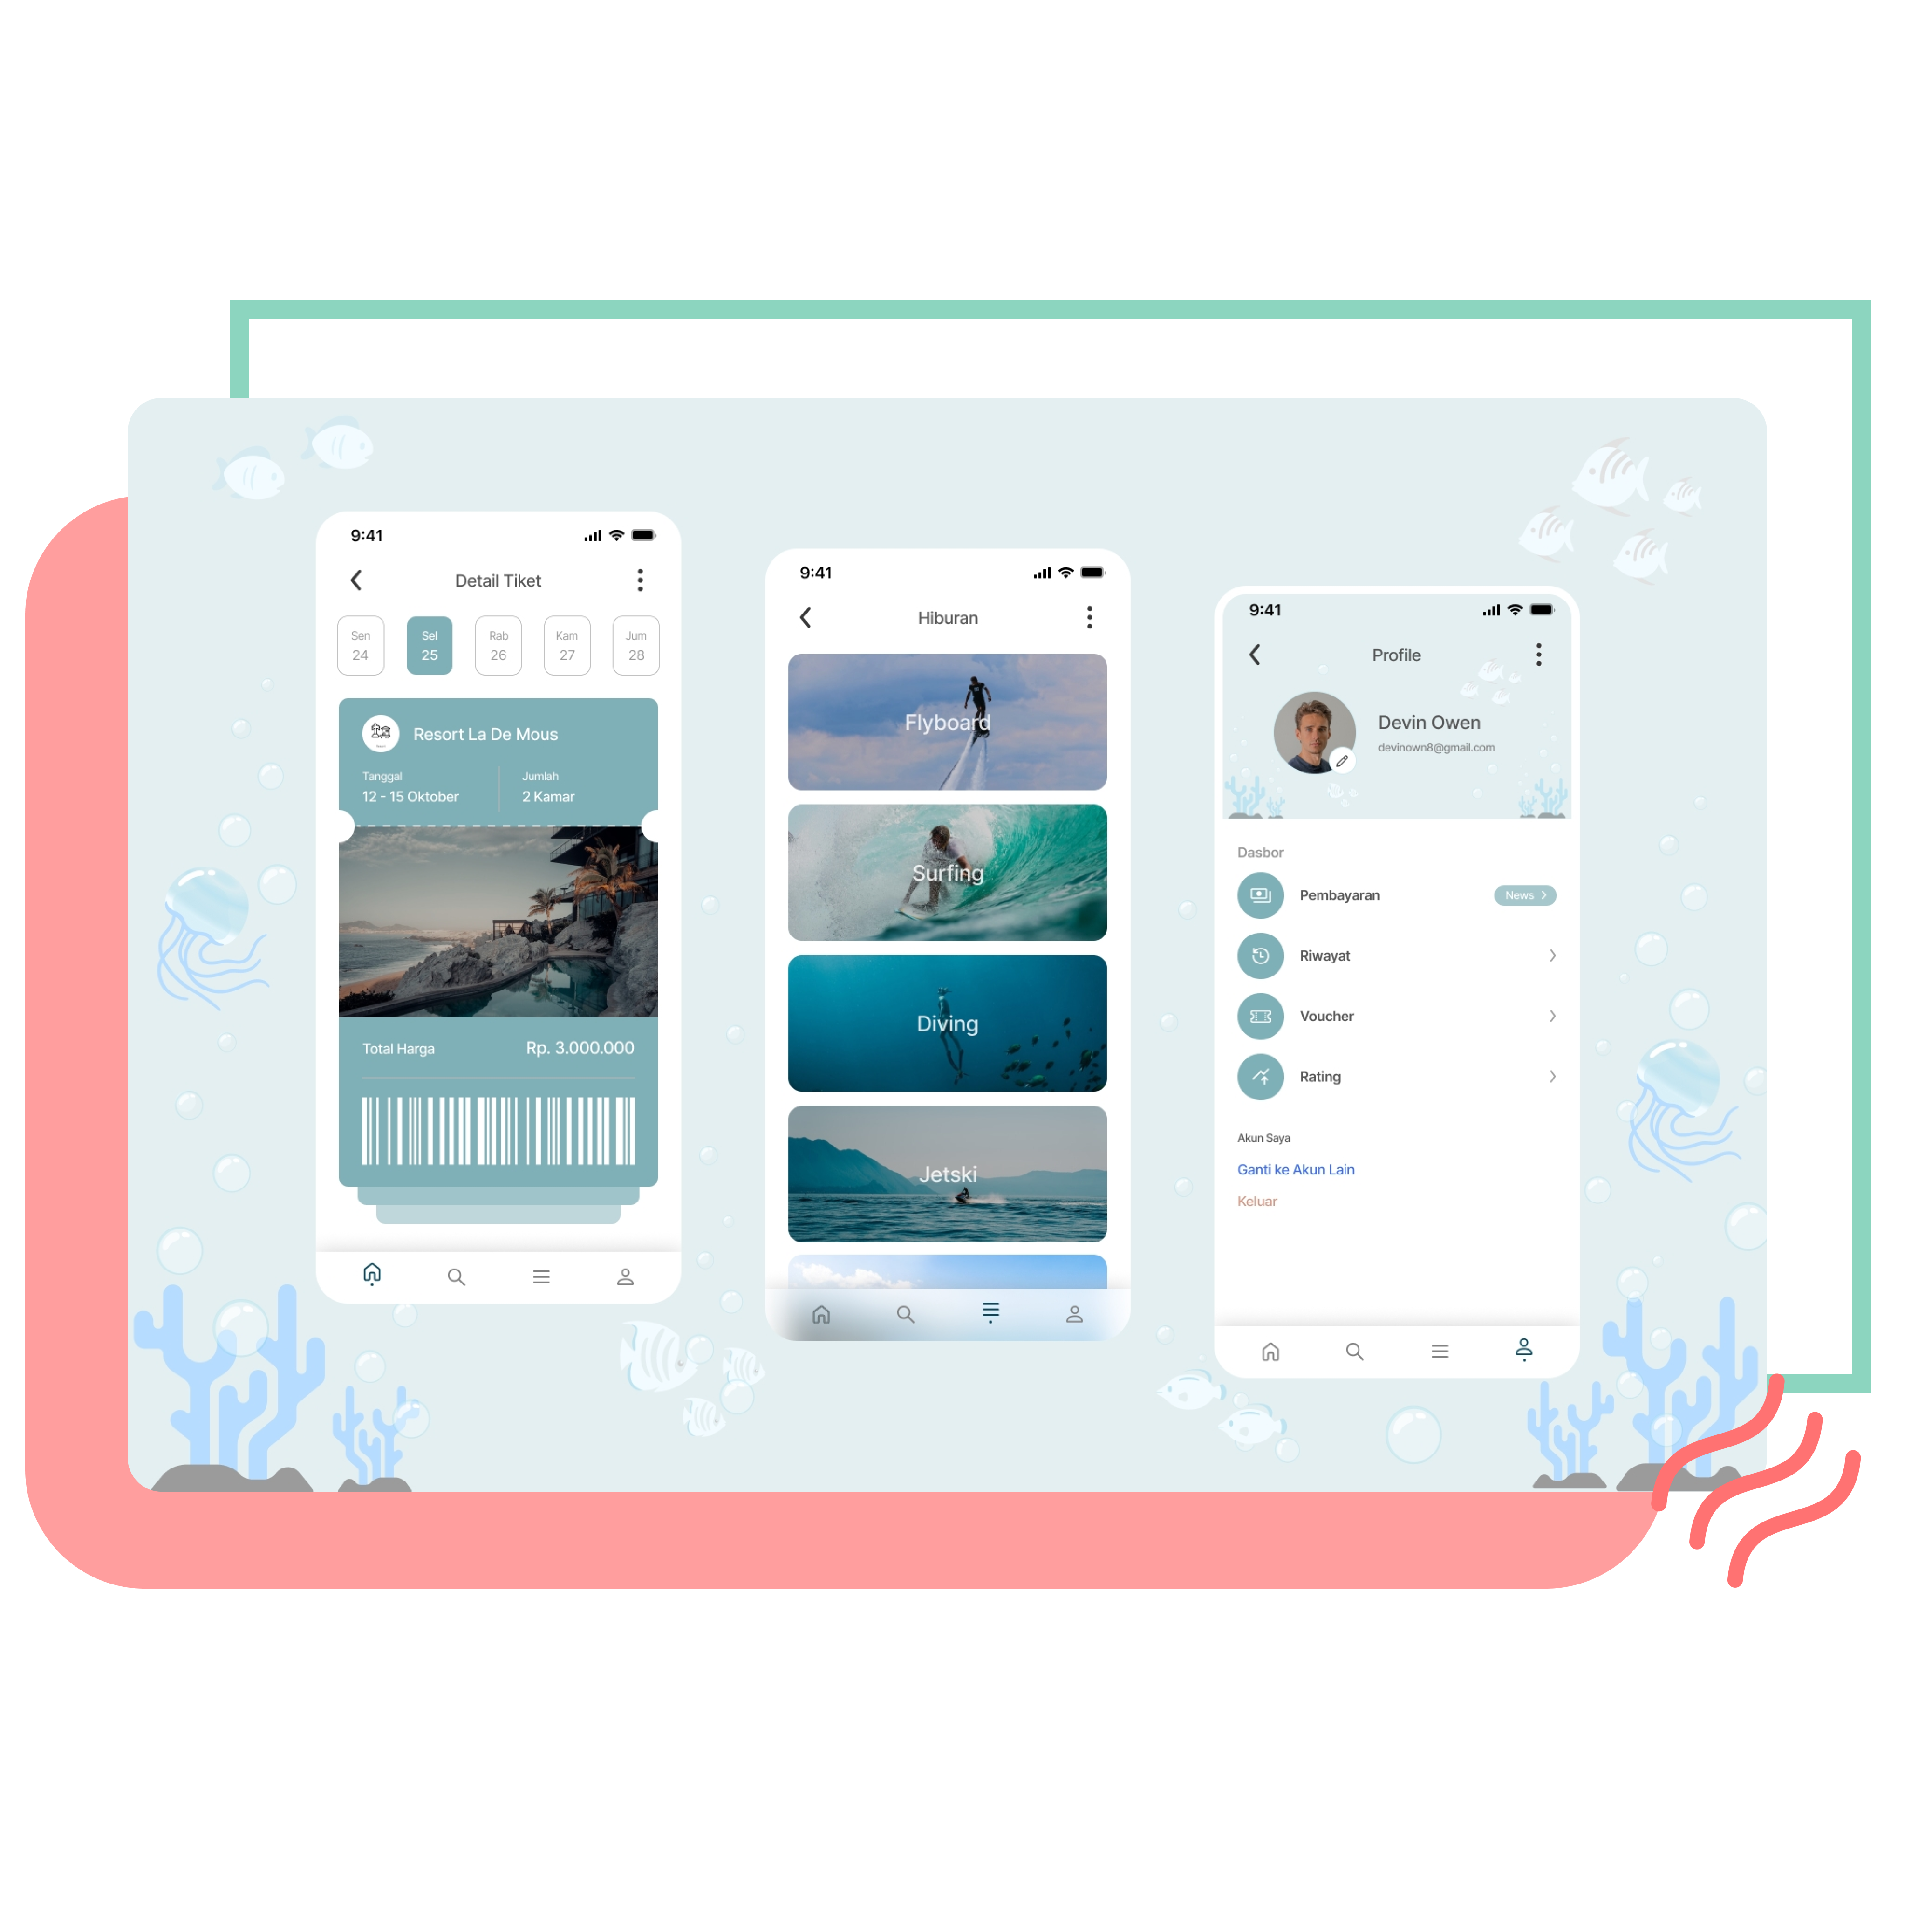 9:41
Detail Tiket
Sen Sel Rab Kam Jum
24 25 26 27 28
Resort La De Mous
Tanggal Jumlah
12 - 15 Oktober 2 Kamar
Total Harga Rp. 3.000.000
9:41
Hiburan
Flyboard
Surfing
Diving
Jetski
9:41
Profile
Devin Owen
devinown8@gmail.com
Dasbor
Pembayaran News
Riwayat
Voucher
Rating
Akun Saya
Ganti ke Akun Lain
Keluar